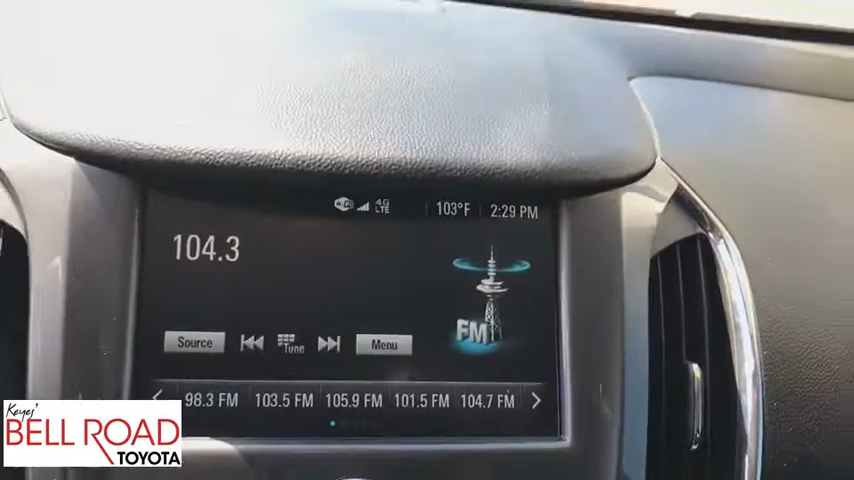 4G
LTE 103°F 2:29 PM
104.3
FM
Source Tune Menu
98.3 FM 103.5 FM 105.9 FM 101.5 FM 104.7 FM
Keyes'
BELL ROAD
TOYOTA